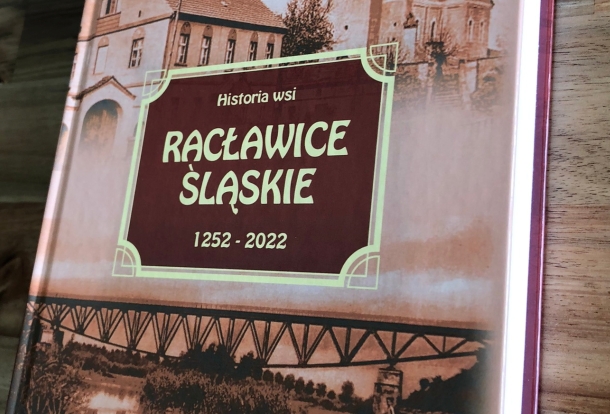 Historia wsi
RACŁAWICE
ŚLĄSKIE
1252 - 2022